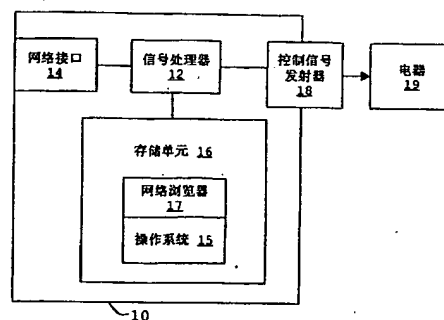 网络接口
14
信号处理器
12
控制信号
发射器
18
电器
19
存储单元 16
网络浏览器
17
操作系统 15
10